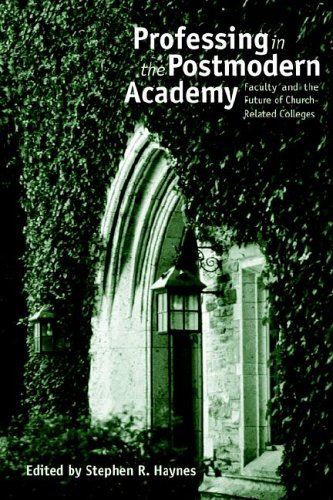 Professing in
the Postmodern
Academy
Faculty and the
Future of Church-
Related Colleges
Edited by Stephen R. Haynes